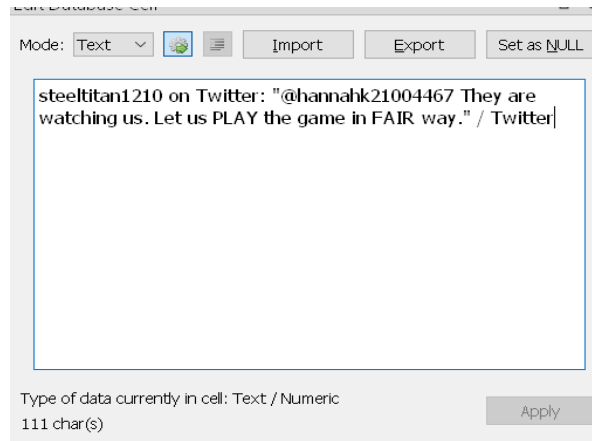 Edit Database Cell
Mode: Text Import Export Set as NULL
steeltitan1210 on Twitter: "@hannahk21004467 They are
watching us. Let us PLAY the game in FAIR way." / Twitter
Type of data currently in cell: Text / Numeric
111 char(s)
Apply